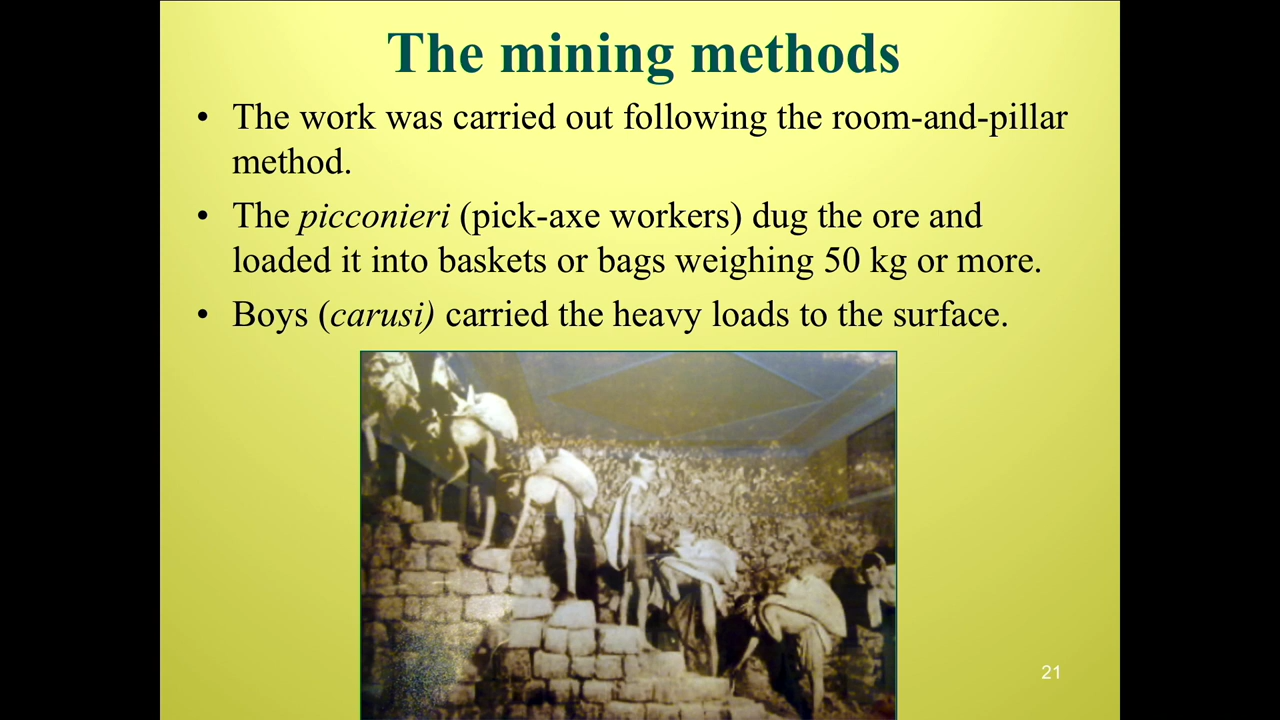 The mining methods
• The work was carried out following the room-and-pillar
method.
• The picconieri (pick-axe workers) dug the ore and
loaded it into baskets or bags weighing 50 kg or more.
• Boys (carusi) carried the heavy loads to the surface.
21